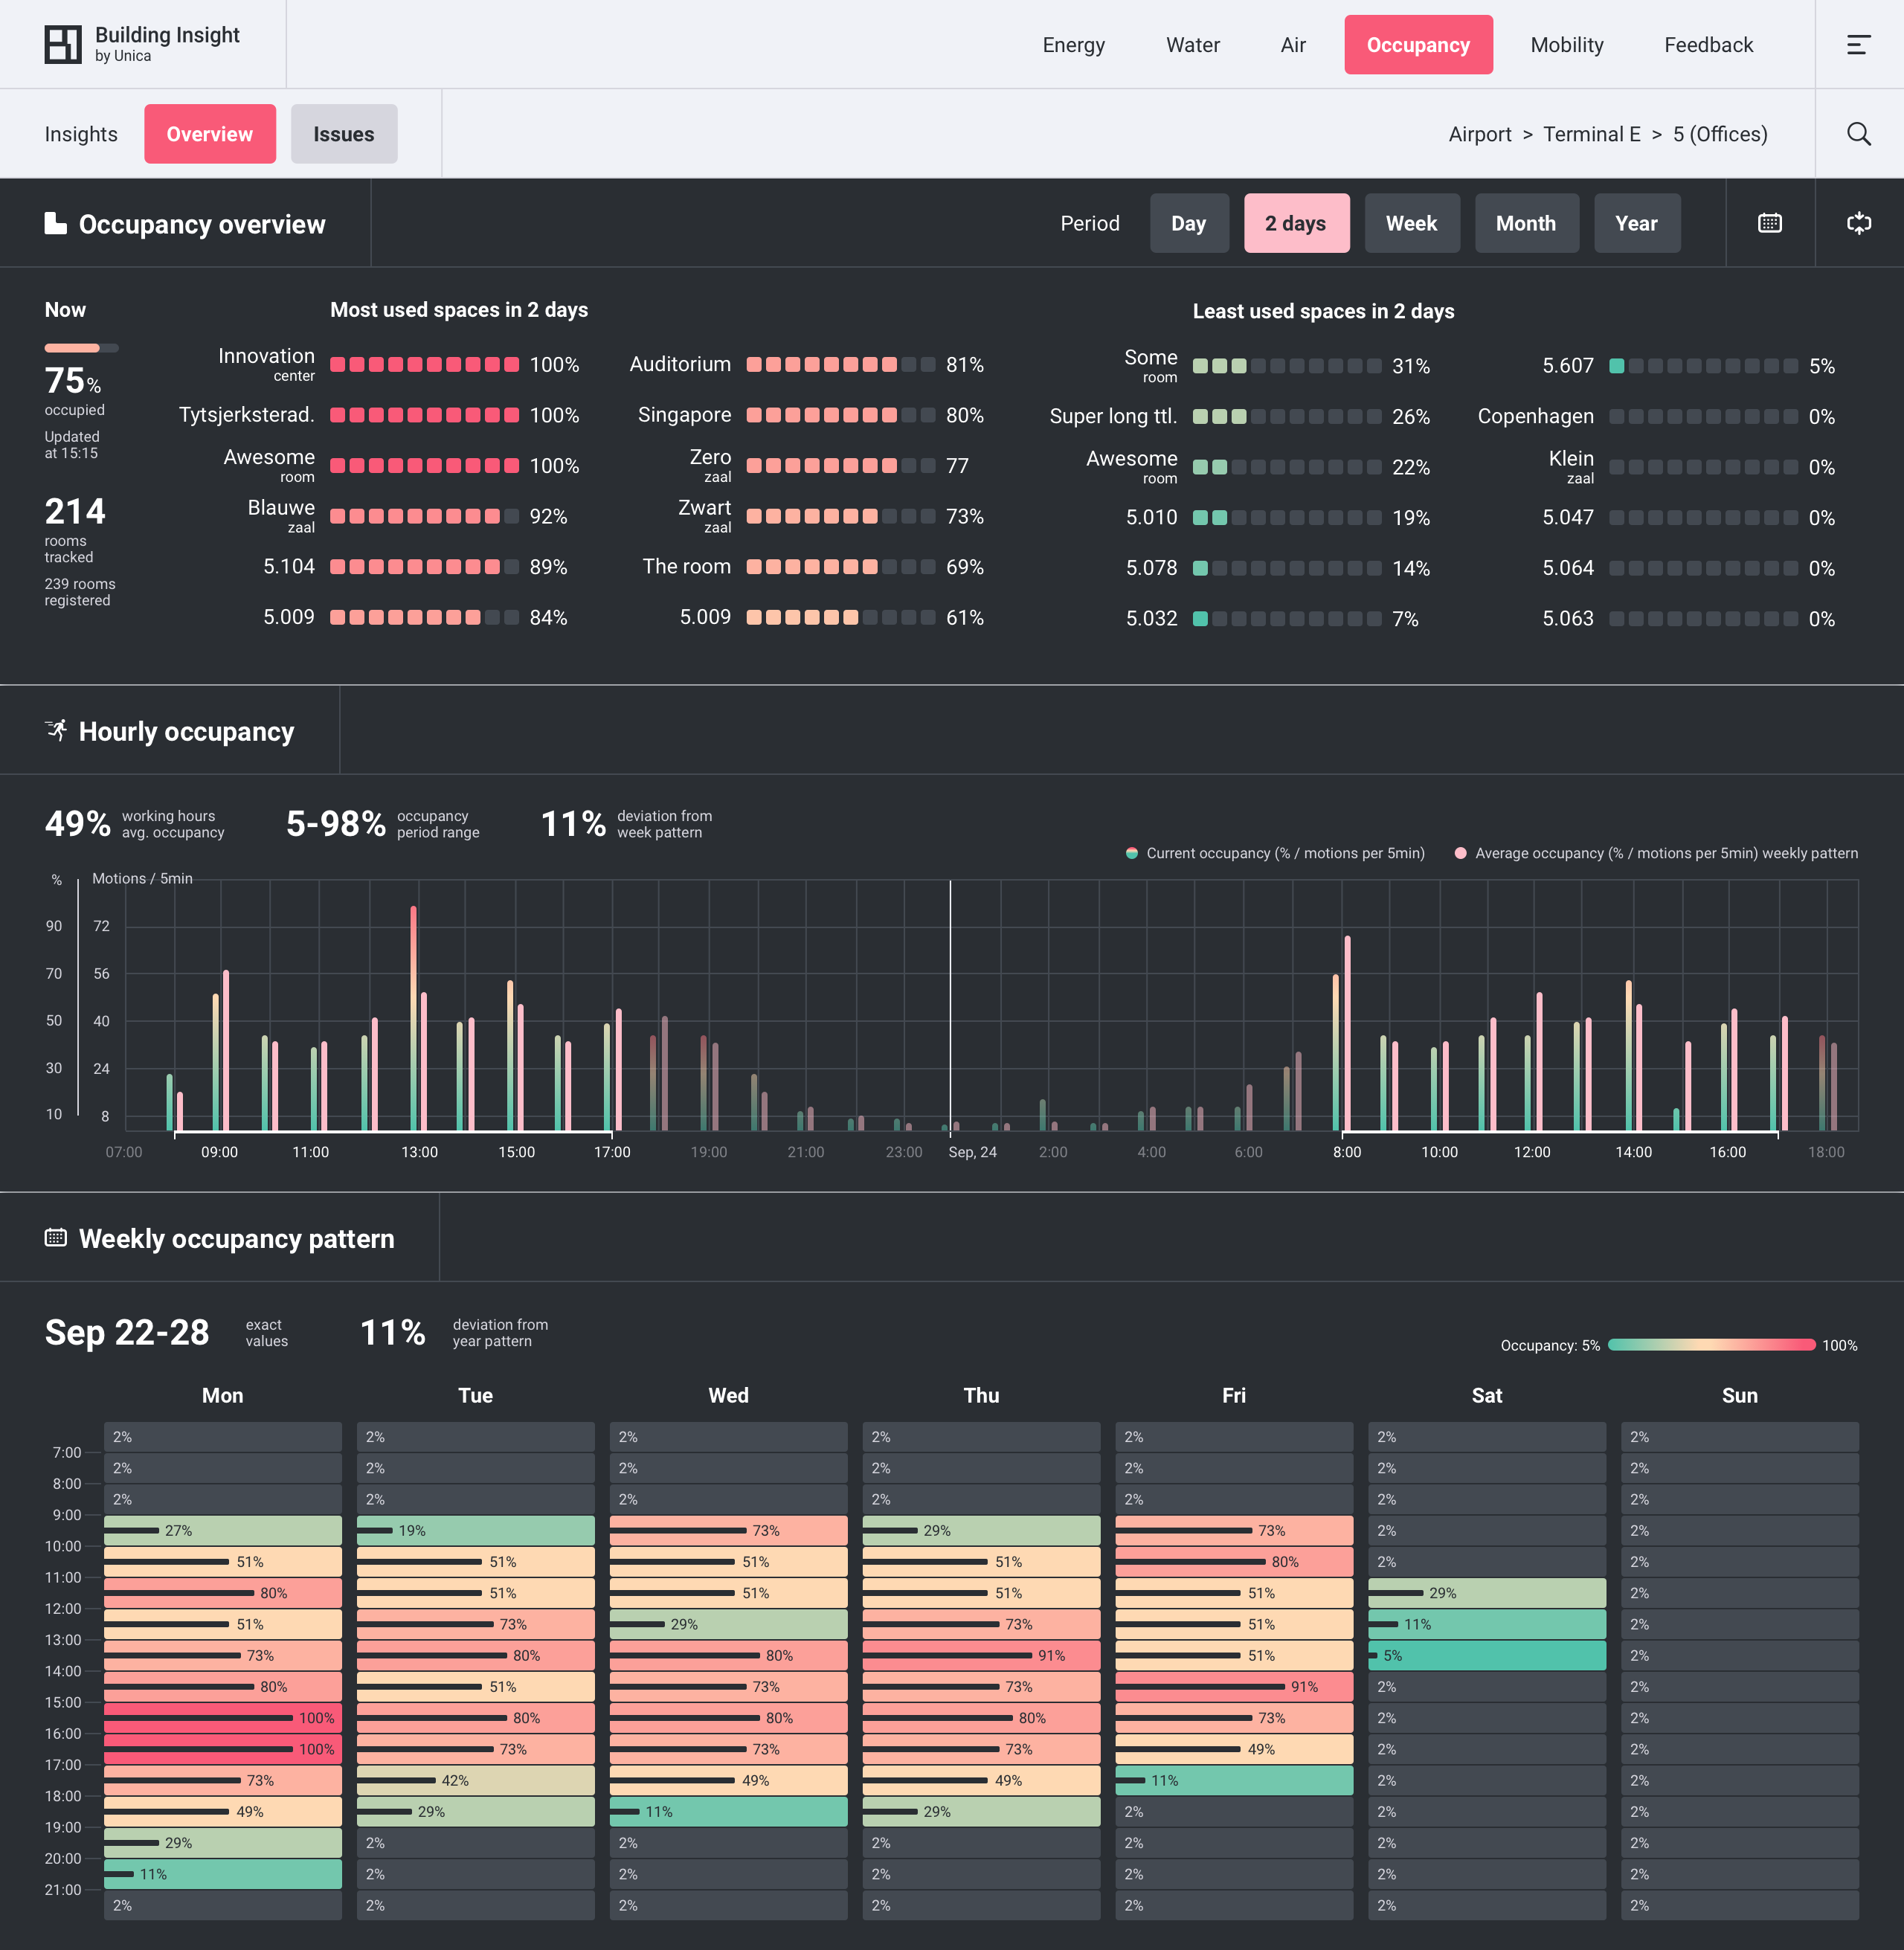 Building Insight
by Unica
Energy
Water
Air
Occupancy
Mobility
Feedback
Insights
Overview
Issues
Airport > Terminal E > 5 (Offices)
Occupancy overview
Period
Day
2 days
Week
Month
Year
Now
75%
occupied
Updated
at 15:15
214
rooms
tracked
239 rooms
registered
Most used spaces in 2 days
Innovation
center
100%
Tytsjerksterad.
100%
Awesome
room
100%
Blauwe
zaal
92%
5.104
89%
5.009
84%
Auditorium
81%
Singapore
80%
Zero
zaal
77
Zwart
zaal
73%
The room
69%
5.009
61%
Least used spaces in 2 days
Some
room
31%
Super long ttl.
26%
Awesome
room
22%
5.010
19%
5.078
14%
5.032
7%
5.607
5%
Copenhagen
0%
Klein
zaal
0%
5.047
0%
5.064
0%
5.063
0%
Hourly occupancy
49%
working hours
avg. occupancy
5-98%
occupancy
period range
11%
deviation from
week pattern
Current occupancy (% / motions per 5min)
Average occupancy (% / motions per 5min) weekly pattern
%
Motions / 5min
90 72
70 56
50 40
30 24
10 8
07:00 09:00 11:00 13:00 15:00 17:00 19:00 21:00 23:00 Sep, 24 2:00 4:00 6:00 8:00 10:00 12:00 14:00 16:00 18:00
Weekly occupancy pattern
Sep 22-28
exact
values
11%
deviation from
year pattern
Occupancy: 5%
100%
Mon Tue Wed Thu Fri Sat Sun
2% 2% 2% 2% 2% 2% 2%
7:00
2% 2% 2% 2% 2% 2% 2%
8:00
2% 2% 2% 2% 2% 2% 2%
9:00
27% 19% 73% 29% 73% 2% 2%
10:00
51% 51% 51% 51% 80% 2% 2%
11:00
80% 51% 51% 51% 51% 29% 2%
12:00
51% 73% 29% 73% 51% 11% 2%
13:00
73% 80% 80% 91% 51% 5% 2%
14:00
80% 51% 73% 73% 91% 2% 2%
15:00
100% 80% 80% 80% 73% 2% 2%
16:00
100% 73% 73% 73% 49% 2% 2%
17:00
73% 42% 49% 49% 11% 2% 2%
18:00
49% 29% 11% 29% 2% 2% 2%
19:00
29% 2% 2% 2% 2% 2% 2%
20:00
11% 2% 2% 2% 2% 2% 2%
21:00
2% 2% 2% 2% 2% 2% 2%